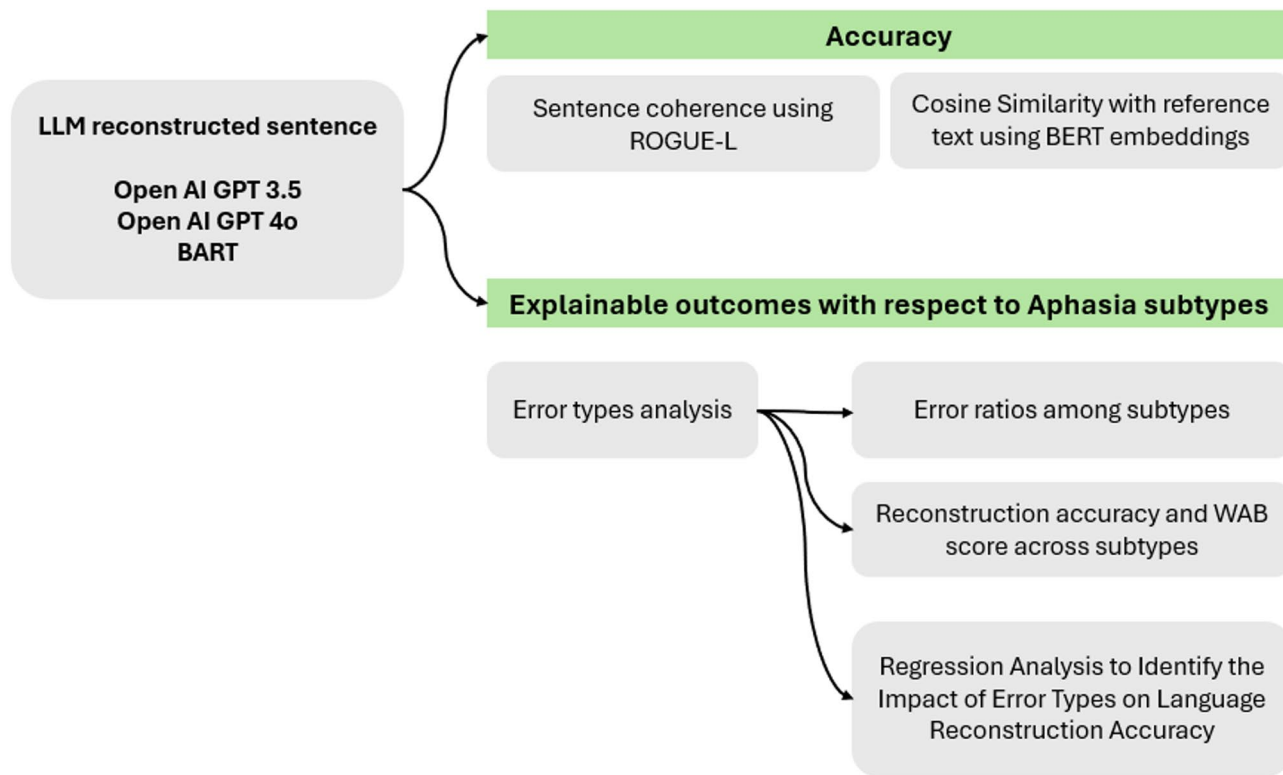 LLM reconstructed sentence
Open AI GPT 3.5
Open AI GPT 4o
BART
Accuracy
Sentence coherence using
ROGUE-L
Cosine Similarity with reference
text using BERT embeddings
Explainable outcomes with respect to Aphasia subtypes
Error types analysis
Error ratios among subtypes
Reconstruction accuracy and WAB
score across subtypes
Regression Analysis to Identify the
Impact of Error Types on Language
Reconstruction Accuracy